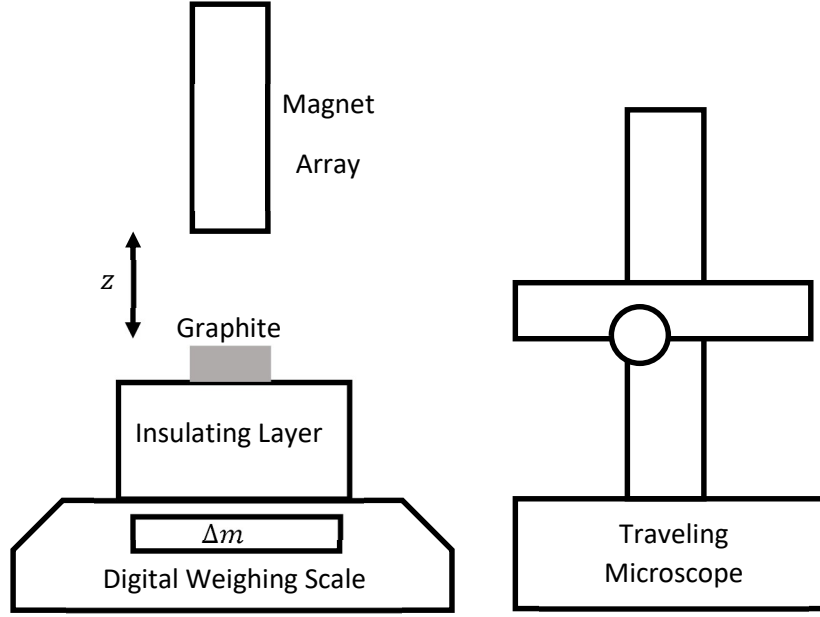 Magnet
Array
z
Graphite
Insulating Layer
Δm
Digital Weighing Scale
Traveling
Microscope